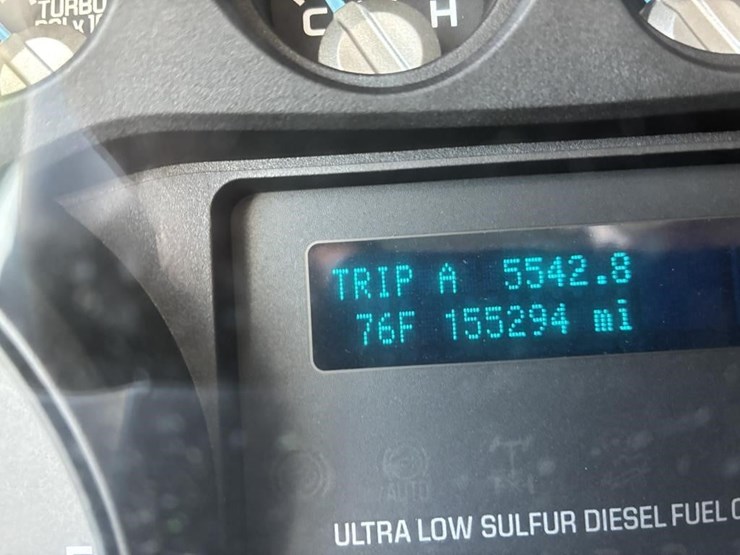 TURBO
C H
TRIP A 5542.8
76F 155294 mi
AUTO
ULTRA LOW SULFUR DIESEL FUEL